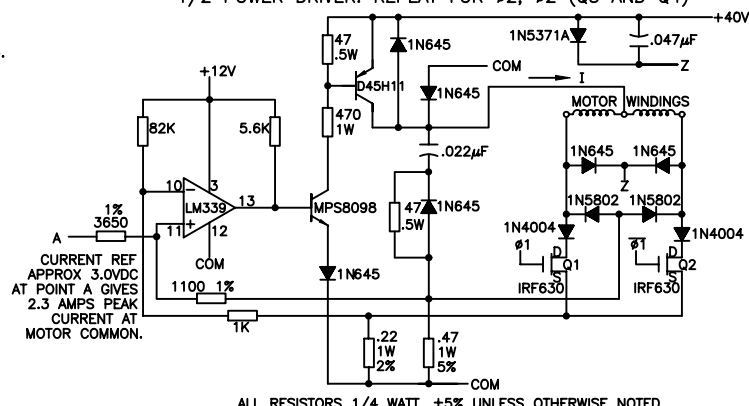 1/2 POWER DRIVER. REPEAT FOR ø2, ø2 (Q3 AND Q4)
+40V
47
.5W
1N645
1N5371A
.047µF
D45H11
COM
I
Z
+12V
1N645
MOTOR WINDINGS
82K
5.6K
470
1W
.022µF
1N645
1N645
Z
10
3
13
LM339
MPS8098
11
12
1%
3650
A
COM
47
.5W
1N645
1N5802
1N5802
1N4004
1N4004
ø1
D
Q1
S
IRF630
ø1
D
Q2
S
IRF630
CURRENT REF
APPROX 3.0VDC
AT POINT A GIVES
2.3 AMPS PEAK
CURRENT AT
MOTOR COMMON.
1N645
1100 1%
1K
.22
1W
2%
.47
1W
5%
COM
ALL RESISTORS 1/4 WATT, ±5% UNLESS OTHERWISE NOTED